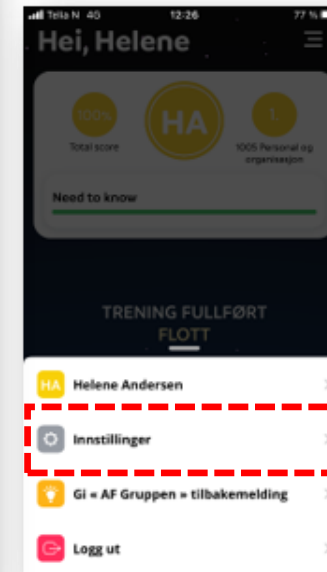 Telia N 4G 12:26 77 %
Hei, Helene
100%
HA
1.
Total score
1005 Personal og
organisasjon
Need to know
TRENING FULLFØRT
FLOTT
HA Helene Andersen
Innstillinger
Gi « AF Gruppen » tilbakemelding
Logg ut